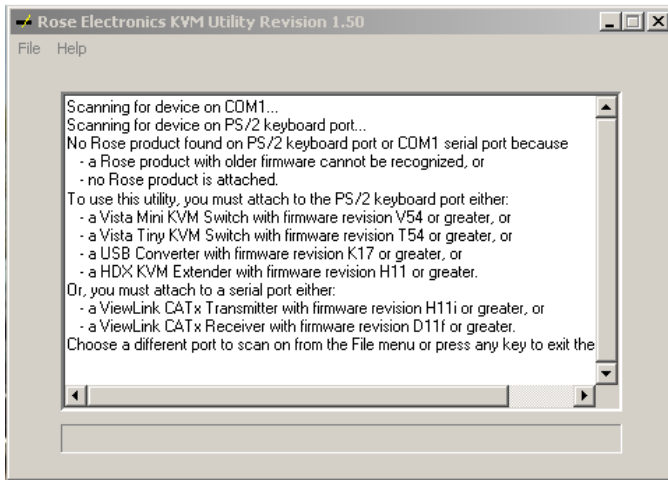 Rose Electronics KVM Utility Revision 1.50
File Help
Scanning for device on COM1...
Scanning for device on PS/2 keyboard port...
No Rose product found on PS/2 keyboard port or COM1 serial port because
- a Rose product with older firmware cannot be recognized, or
- no Rose product is attached.
To use this utility, you must attach to the PS/2 keyboard port either:
- a Vista Mini KVM Switch with firmware revision V54 or greater, or
- a Vista Tiny KVM Switch with firmware revision T54 or greater, or
- a USB Converter with firmware revision K17 or greater, or
- a HDX KVM Extender with firmware revision H11 or greater.
Or, you must attach to a serial port either:
- a ViewLink CATx Transmitter with firmware revision H11i or greater, or
- a ViewLink CATx Receiver with firmware revision D11f or greater.
Choose a different port to scan on from the File menu or press any key to exit the